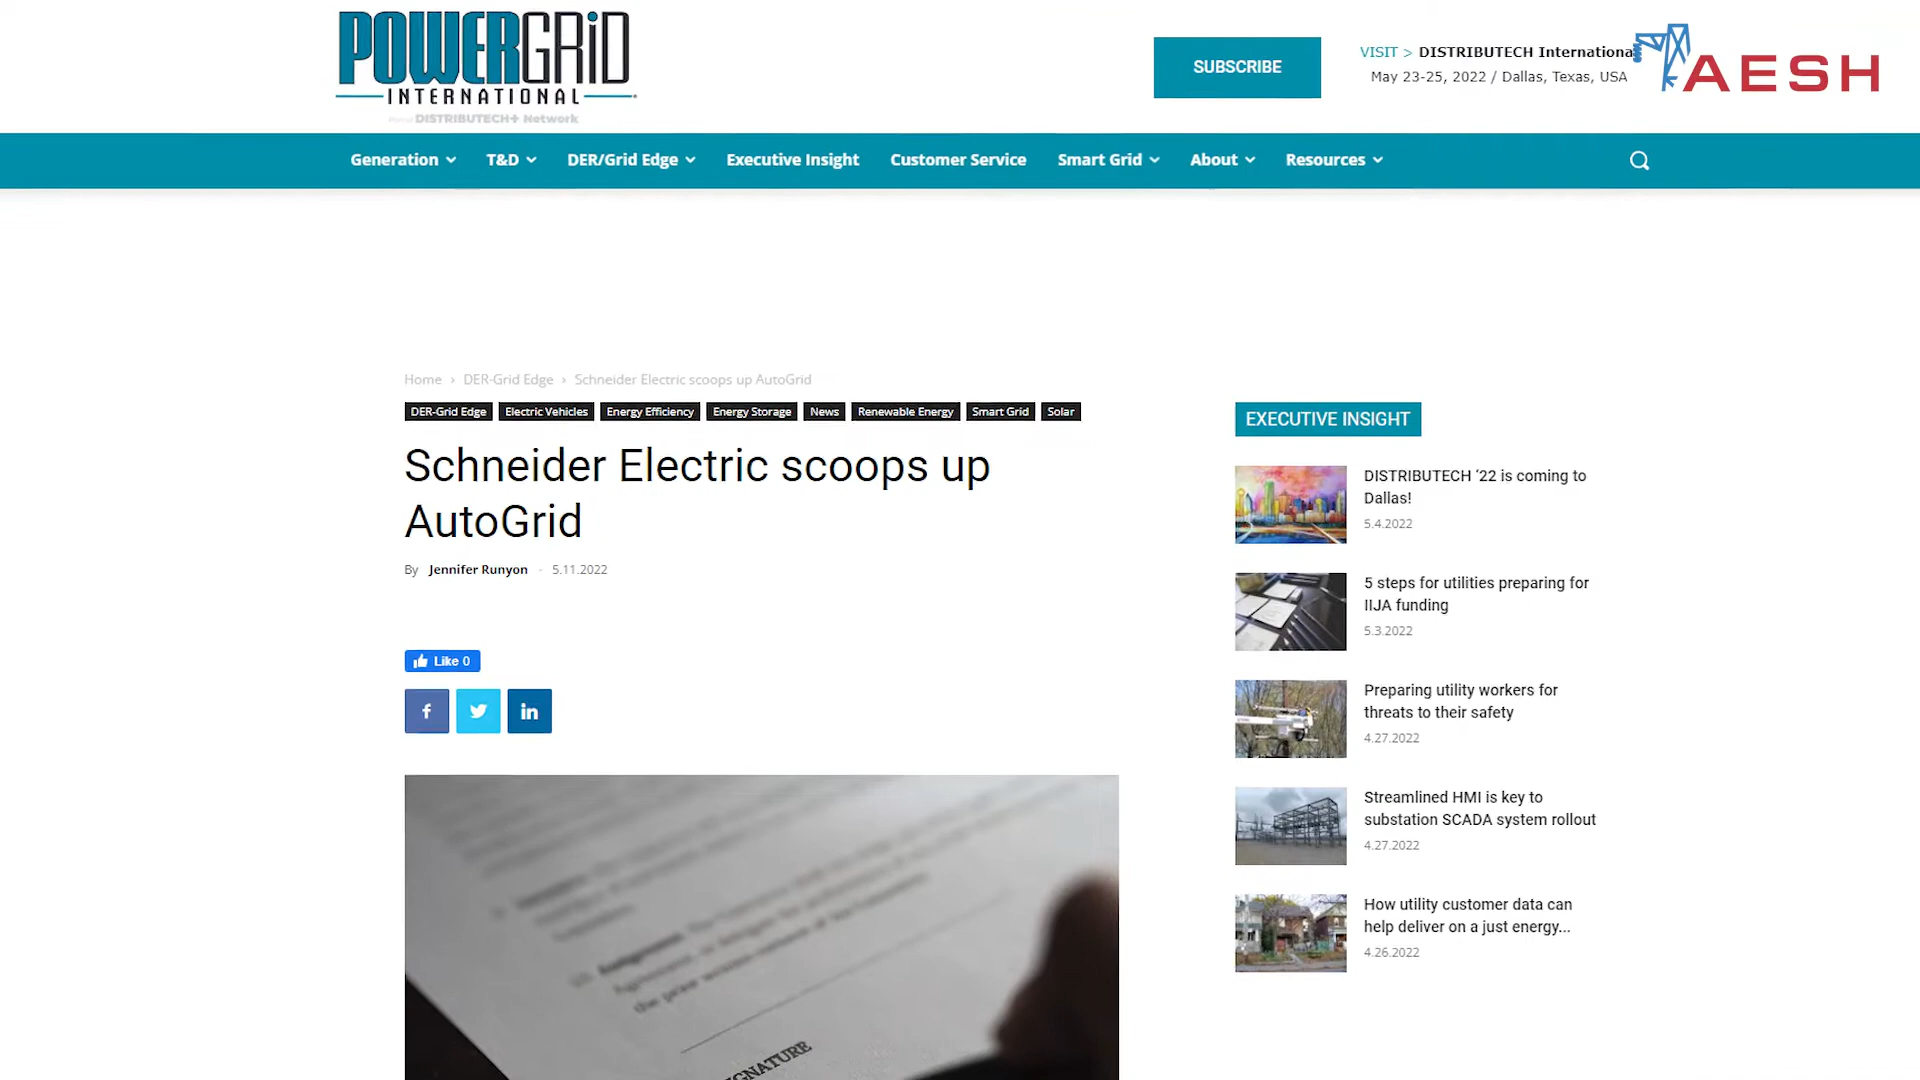 POWERGRID
INTERNATIONAL
DISTRIBUTECH+ Network
SUBSCRIBE
VISIT > DISTRIBUTECH Internationa
May 23-25, 2022 / Dallas, Texas, USA
AESH
Generation
T&D
DER/Grid Edge
Executive Insight
Customer Service
Smart Grid
About
Resources
Home › DER-Grid Edge › Schneider Electric scoops up AutoGrid
DER-Grid Edge
Electric Vehicles
Energy Efficiency
Energy Storage
News
Renewable Energy
Smart Grid
Solar
Schneider Electric scoops up
AutoGrid
By Jennifer Runyon - 5.11.2022
Like 0
EXECUTIVE INSIGHT
DISTRIBUTECH ‘22 is coming to
Dallas!
5.4.2022
5 steps for utilities preparing for
IIJA funding
5.3.2022
Preparing utility workers for
threats to their safety
4.27.2022
Streamlined HMI is key to
substation SCADA system rollout
4.27.2022
How utility customer data can
help deliver on a just energy...
4.26.2022